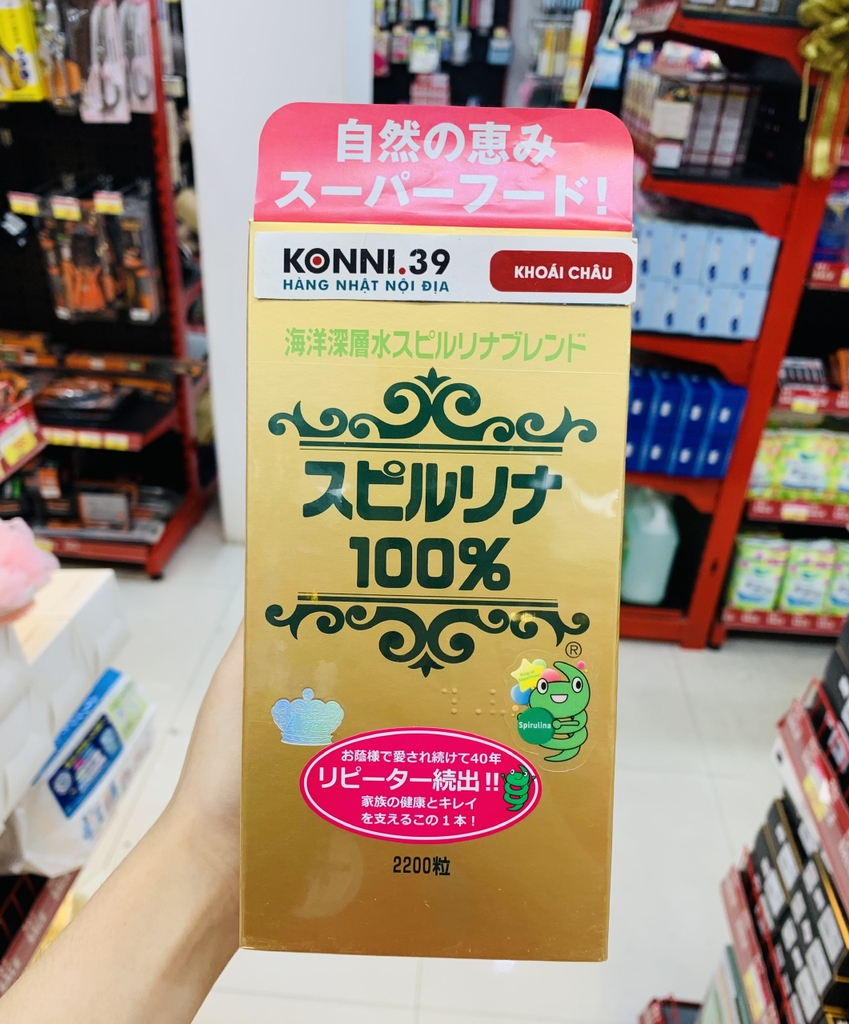 自然の恵み
スーパーフード!
KONNI.39
HÀNG NHẬT NỘI ĐỊA
KHOÁI CHÂU
海洋深層水スピルリナブレンド
スピルリナ
100%
®
Spirulina
お蔭様で愛され続けて40年
リピーター続出!!
家族の健康とキレイ
を支えるこの1本!
2200粒